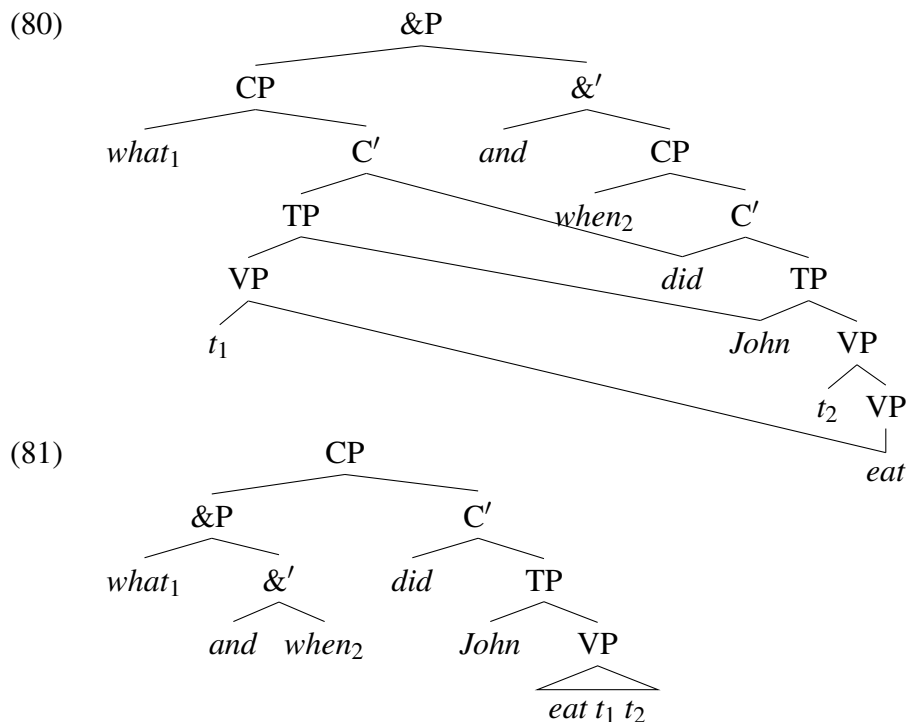 (80) &P
CP &′
what₁ C′ and CP
TP when₂ C′
VP did TP
t₁ John VP
t₂ VP
(81) CP eat
&P C′
what₁ &′ did TP
and when₂ John VP
eat t₁ t₂